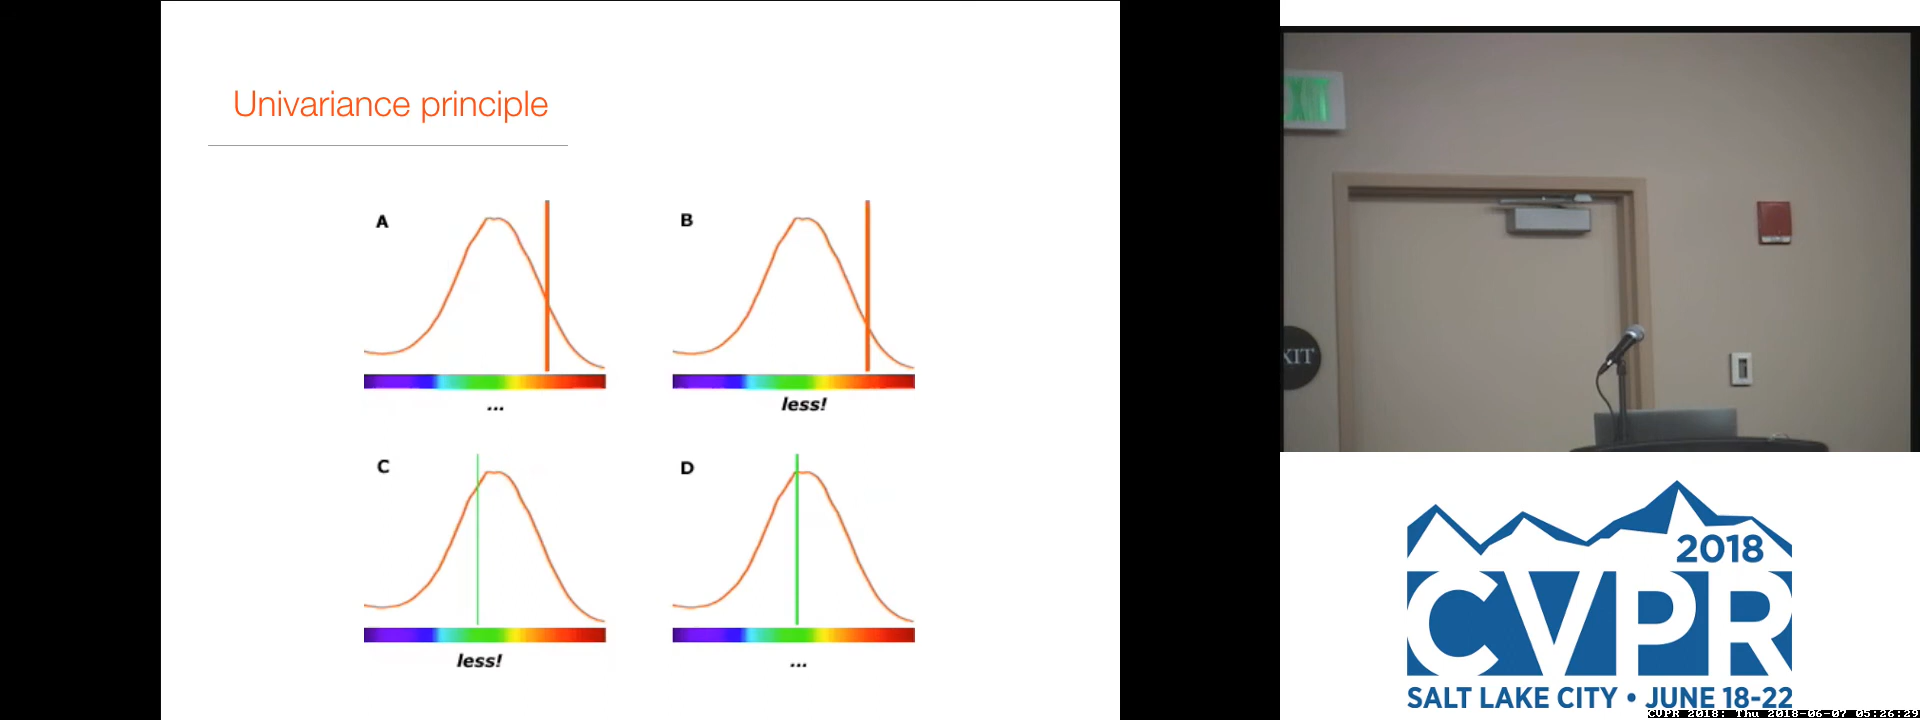 Univariance principle
A
B
...
less!
C
D
less!
...
EXIT
XIT
2018
CVPR
SALT LAKE CITY • JUNE 18-22
CVPR 2018: Thu 2018-06-07 05:26:29